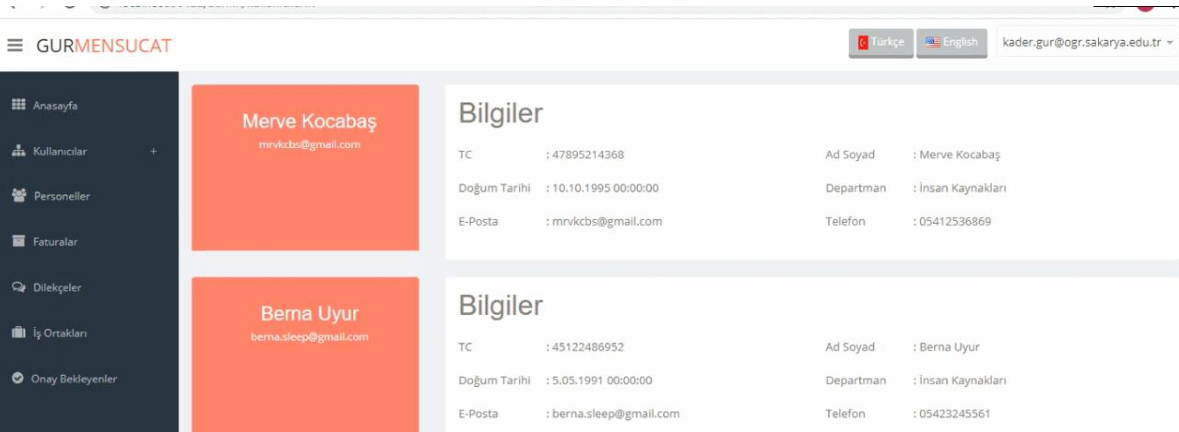 GURMENSUCAT
Türkçe
English
kader.gur@ogr.sakarya.edu.tr
Anasayfa
Kullanıcılar +
Personeller
Faturalar
Dilekçeler
İş Ortakları
Onay Bekleyenler
Merve Kocabaş
mrvkcbs@gmail.com
Bilgiler
TC : 47895214368 Ad Soyad : Merve Kocabaş
Doğum Tarihi : 10.10.1995 00:00:00 Departman : İnsan Kaynakları
E-Posta : mrvkcbs@gmail.com Telefon : 05412536869
Berna Uyur
berna.sleep@gmail.com
Bilgiler
TC : 45122486952 Ad Soyad : Berna Uyur
Doğum Tarihi : 5.05.1991 00:00:00 Departman : İnsan Kaynakları
E-Posta : berna.sleep@gmail.com Telefon : 05423245561